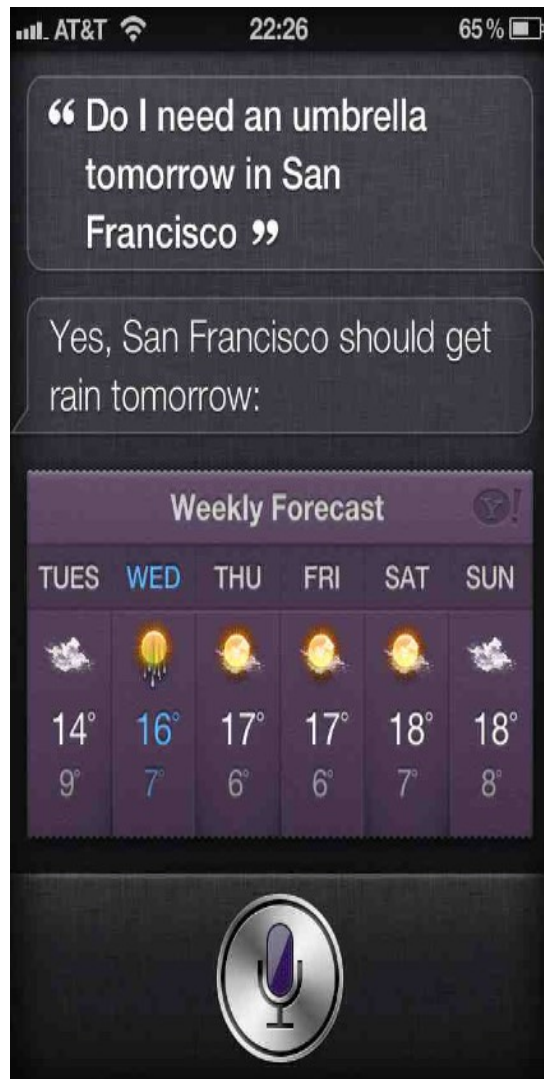 AT&T 22:26 65%
“ Do I need an umbrella
tomorrow in San
Francisco ”
Yes, San Francisco should get
rain tomorrow:
Weekly Forecast Y!
TUES WED THU FRI SAT SUN
14° 16° 17° 17° 18° 18°
9° 7° 6° 6° 7° 8°